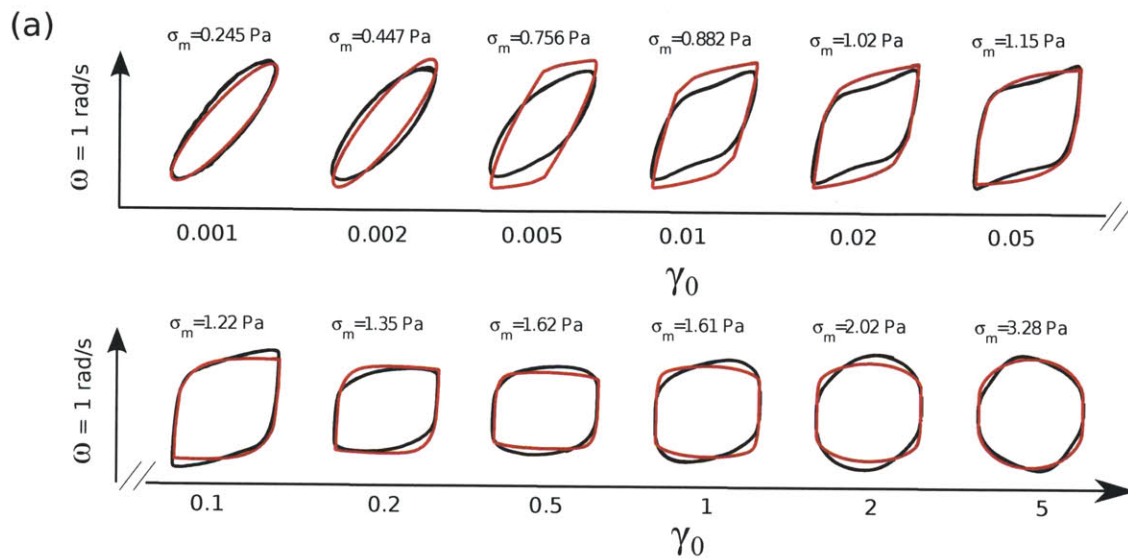 (a)
σm=0.245 Pa σm=0.447 Pa σm=0.756 Pa σm=0.882 Pa σm=1.02 Pa σm=1.15 Pa
ω = 1 rad/s
0.001 0.002 0.005 0.01 0.02 0.05
γ0
σm=1.22 Pa σm=1.35 Pa σm=1.62 Pa σm=1.61 Pa σm=2.02 Pa σm=3.28 Pa
ω = 1 rad/s
0.1 0.2 0.5 1 2 5
γ0